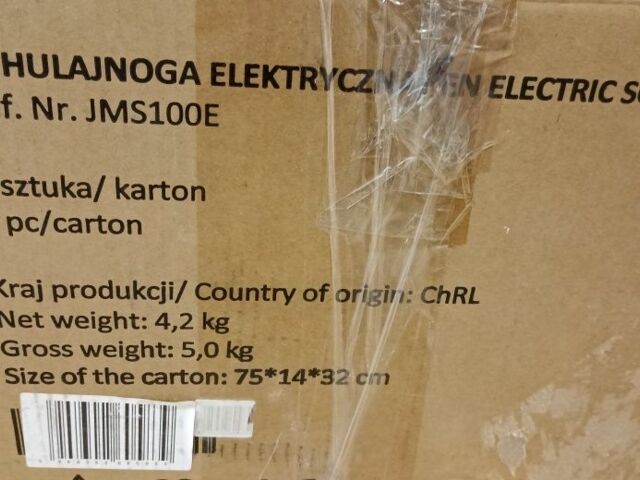 HULAJNOGA ELEKTRYCZNA EN ELECTRIC
f. Nr. JMS100E
sztuka/ karton
pc/carton
Kraj produkcji/ Country of origin: ChRL
Net weight: 4,2 kg
Gross weight: 5,0 kg
Size of the carton: 75*14*32 cm